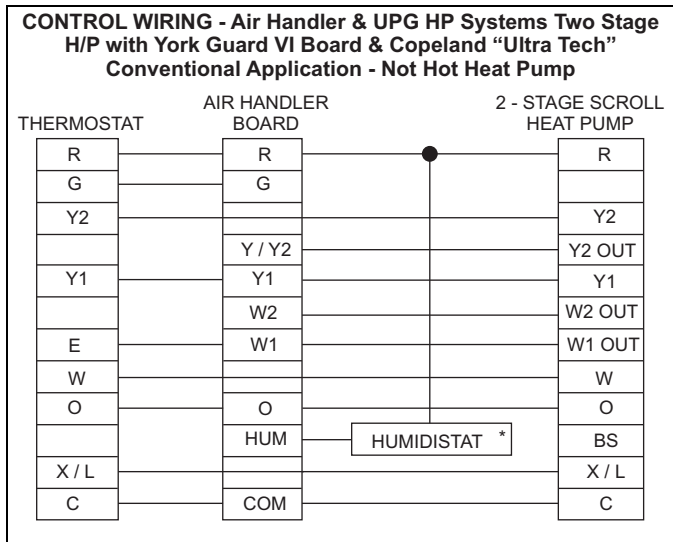 CONTROL WIRING - Air Handler & UPG HP Systems Two Stage
H/P with York Guard VI Board & Copeland “Ultra Tech”
Conventional Application - Not Hot Heat Pump
THERMOSTAT
AIR HANDLER
BOARD
2 - STAGE SCROLL
HEAT PUMP
R R R
G G
Y2 Y2
Y / Y2 Y2 OUT
Y1 Y1 Y1
W2 W2 OUT
E W1 W1 OUT
W W
O O O
HUM HUMIDISTAT * BS
X / L X / L
C COM C